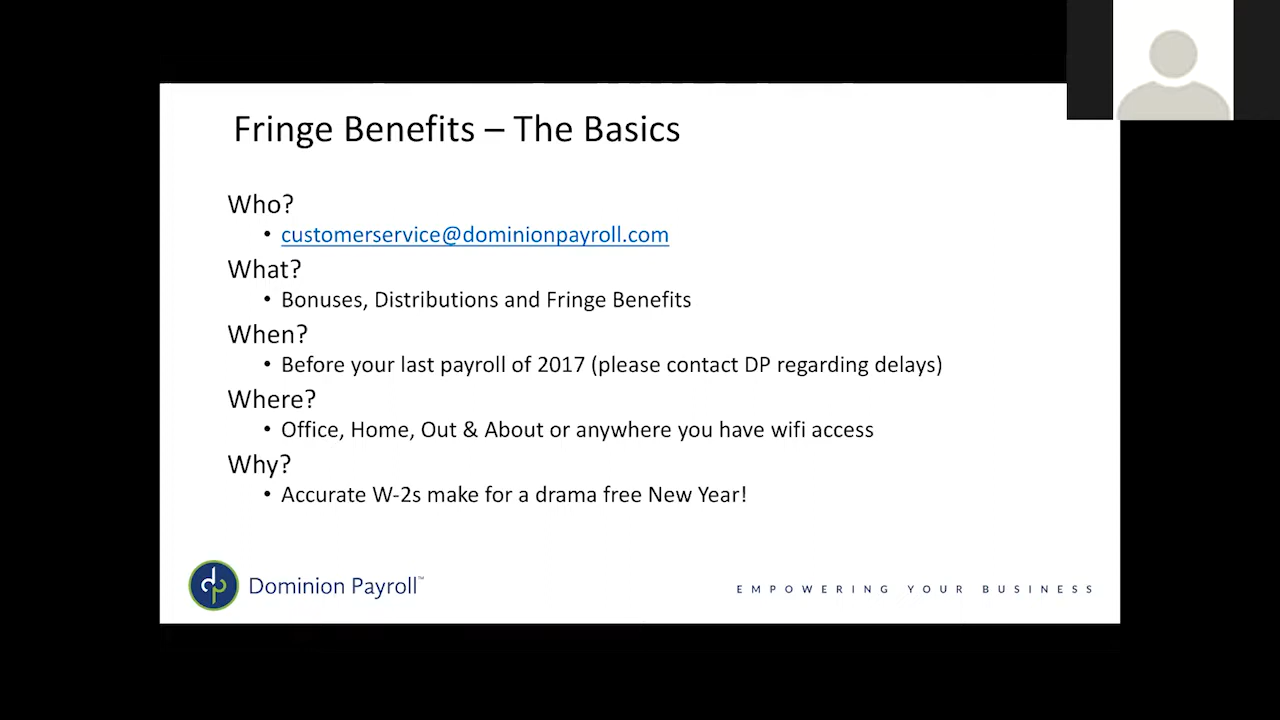 Fringe Benefits – The Basics
Who?
• customerservice@dominionpayroll.com
What?
• Bonuses, Distributions and Fringe Benefits
When?
• Before your last payroll of 2017 (please contact DP regarding delays)
Where?
• Office, Home, Out & About or anywhere you have wifi access
Why?
• Accurate W-2s make for a drama free New Year!
dp Dominion Payroll™
EMPOWERING YOUR BUSINESS